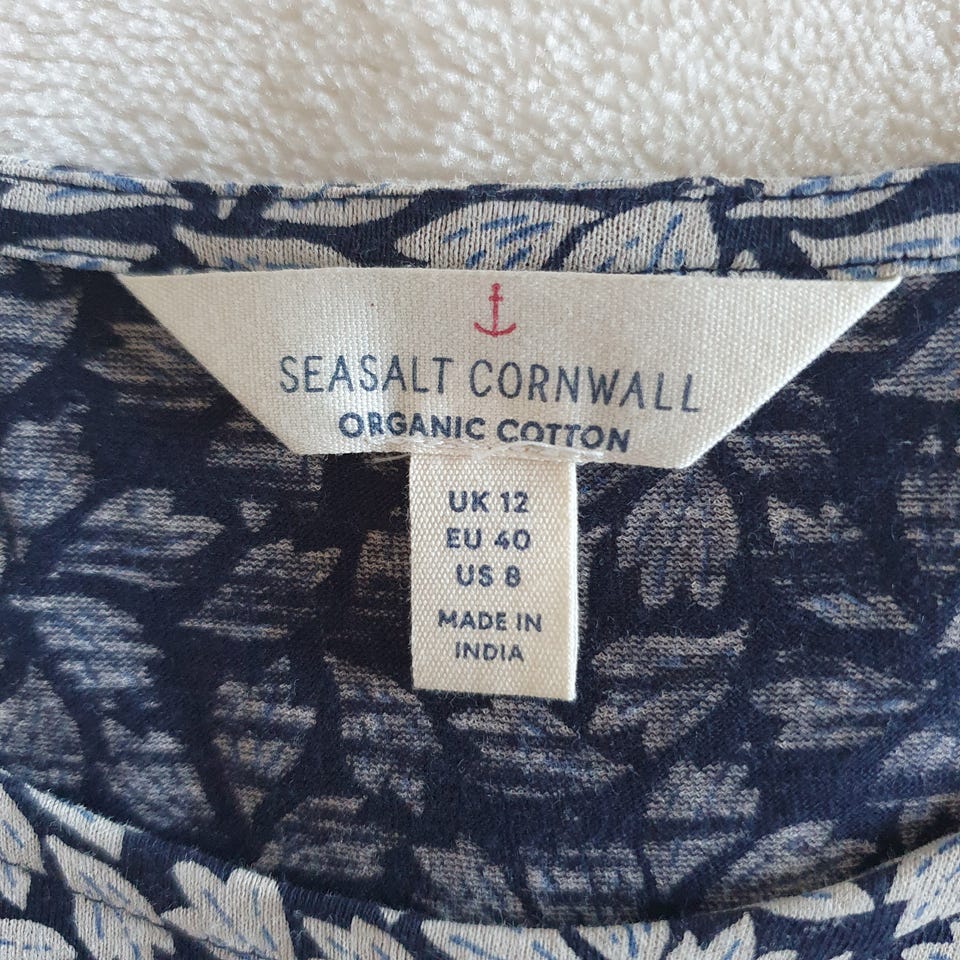 SEASALT CORNWALL
ORGANIC COTTON
UK 12
EU 40
US 8
MADE IN
INDIA